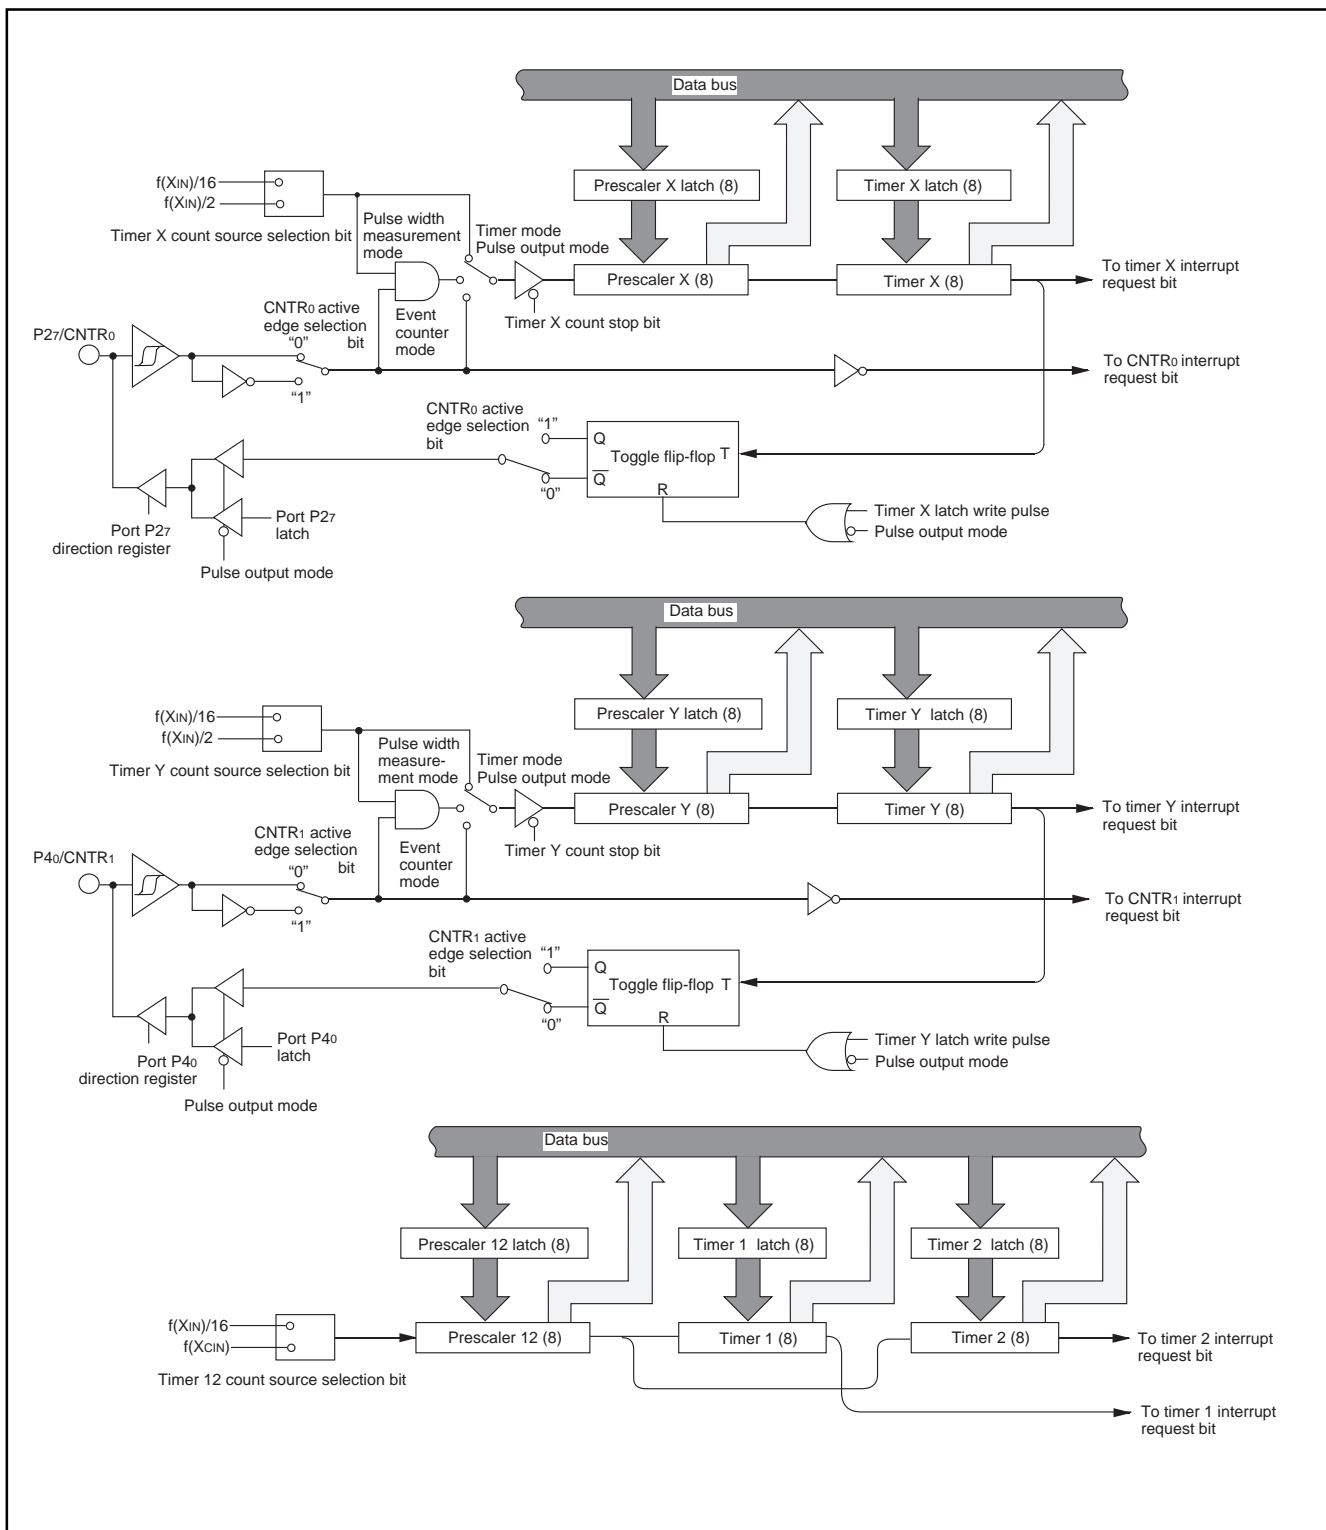 Data bus
f(XIN)/16
f(XIN)/2
Timer X count source selection bit
Prescaler X latch (8)
Timer X latch (8)
Pulse width
measurement
mode
Timer mode
Pulse output mode
Prescaler X (8)
Timer X (8)
To timer X interrupt
request bit
Timer X count stop bit
CNTR0 active
edge selection
bit
Event
counter
mode
P27/CNTR0
“0”
“1”
To CNTR0 interrupt
request bit
CNTR0 active
edge selection
bit
“1”
“0”
Q
Toggle flip-flop
T
Q
R
Timer X latch write pulse
Pulse output mode
Port P27
latch
Port P27
direction register
Pulse output mode
Data bus
f(XIN)/16
f(XIN)/2
Timer Y count source selection bit
Prescaler Y latch (8)
Timer Y latch (8)
Pulse width
measure-
ment mode
Timer mode
Pulse output mode
Prescaler Y (8)
Timer Y (8)
To timer Y interrupt
request bit
Timer Y count stop bit
CNTR1 active
edge selection
bit
Event
counter
mode
P40/CNTR1
“0”
“1”
To CNTR1 interrupt
request bit
CNTR1 active
edge selection
bit
“1”
“0”
Q
Toggle flip-flop
T
Q
R
Timer Y latch write pulse
Pulse output mode
Port P40
latch
Port P40
direction register
Pulse output mode
Data bus
Prescaler 12 latch (8)
Timer 1 latch (8)
Timer 2 latch (8)
f(XIN)/16
f(XCIN)
Timer 12 count source selection bit
Prescaler 12 (8)
Timer 1 (8)
Timer 2 (8)
To timer 2 interrupt
request bit
To timer 1 interrupt
request bit